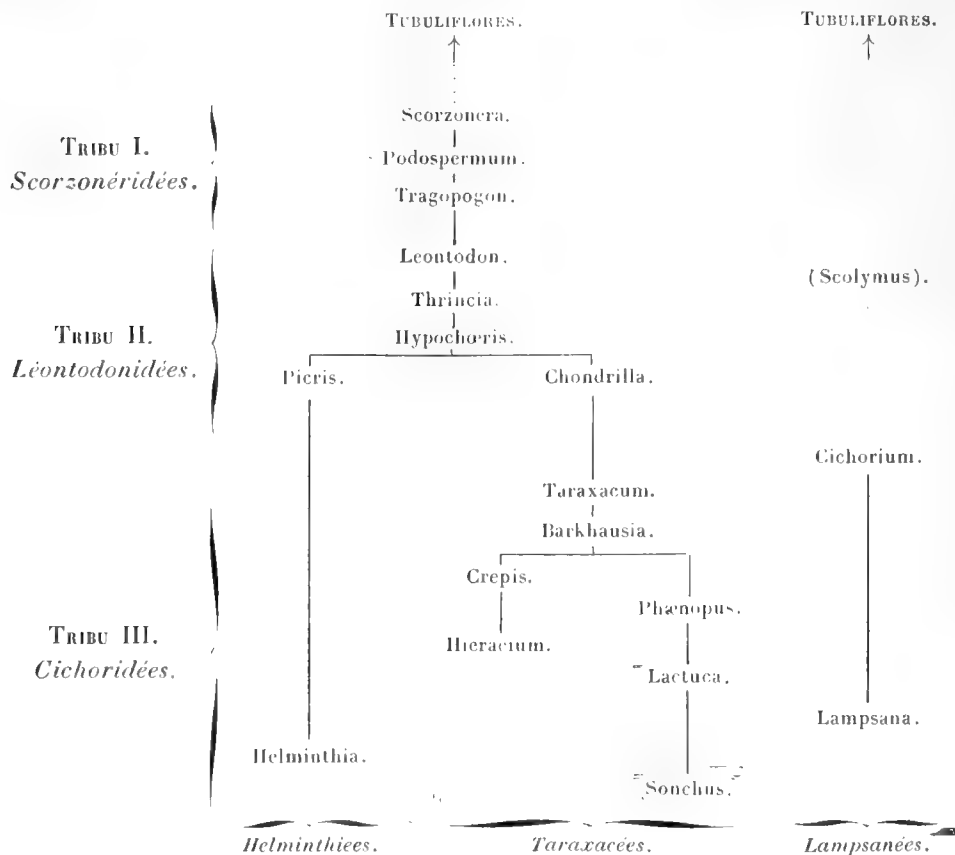 TUBULIFLORES.
TUBULIFLORES.
Scorzonera.
TRIBU I.
Scorzonéridées.
Podospermum.
Tragopogon.
Leontodon.
(Scolymus).
Thrincia.
TRIBU II.
Léontodonidées.
Hypochœris.
Picris.
Chondrilla.
Cichorium.
Taraxacum.
Barkhausia.
Crepis.
Phænopus.
TRIBU III.
Cichoridées.
Hieracium.
Lactuca.
Lampsana.
Helminthia.
Sonchus.
Helminthiées.
Taraxacées.
Lampsanées.